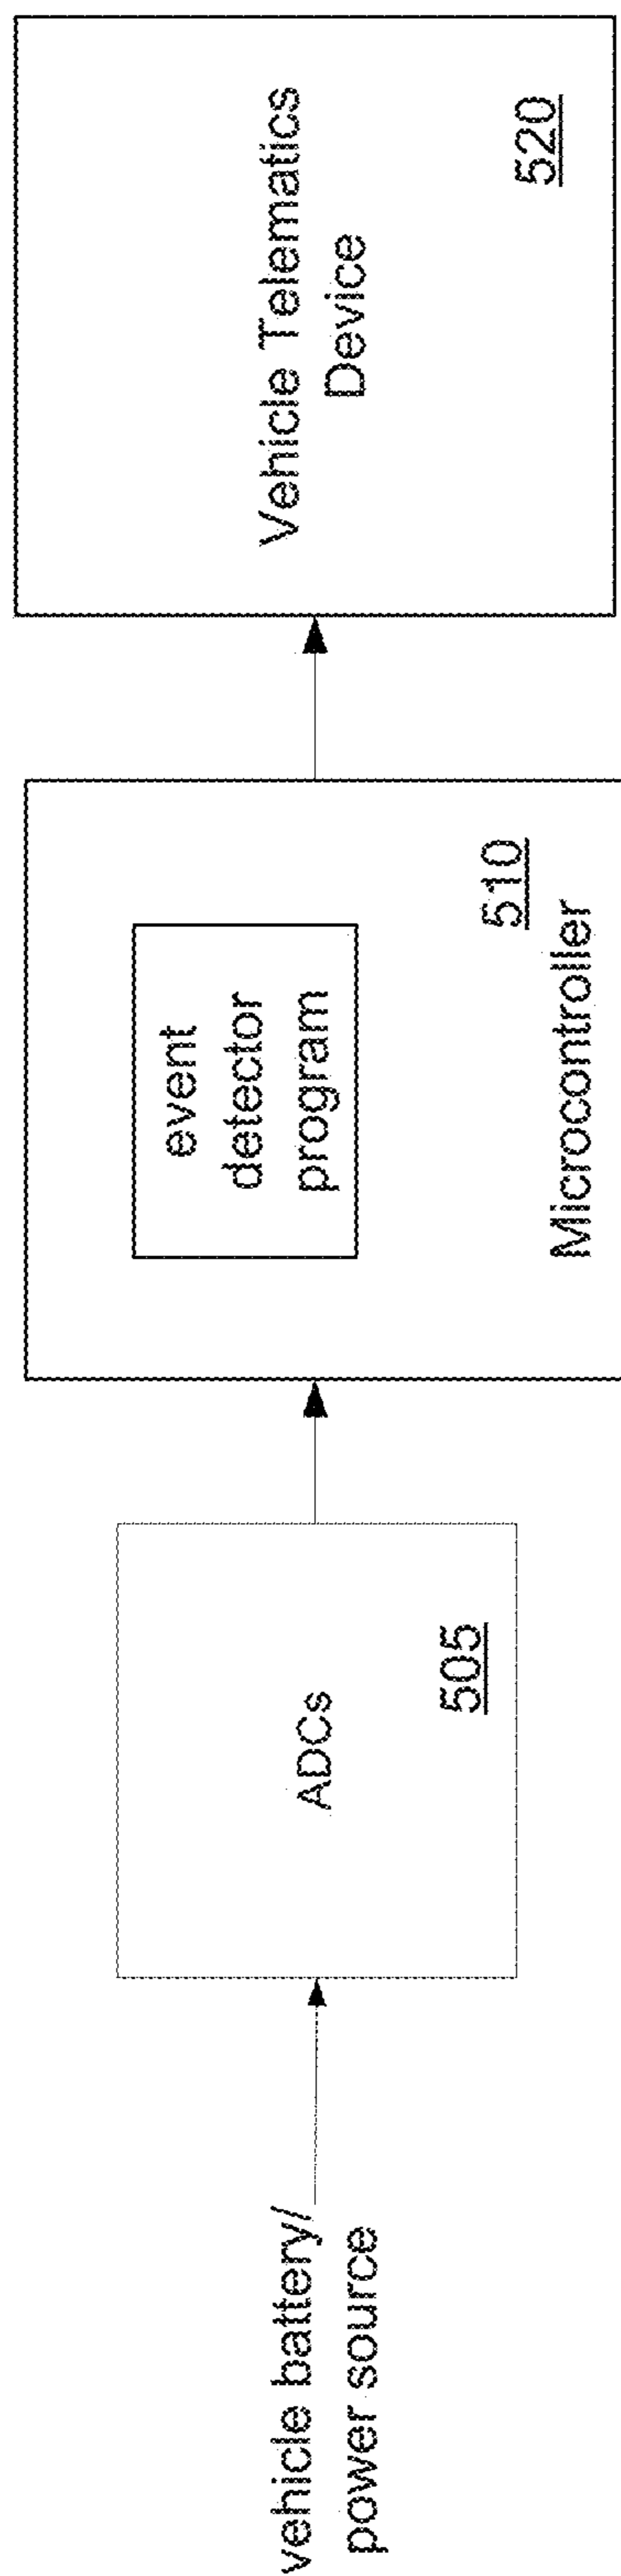 vehicle battery/
power source
ADCs
505
event
detector
program
510
Microcontroller
Vehicle Telematics
Device
520